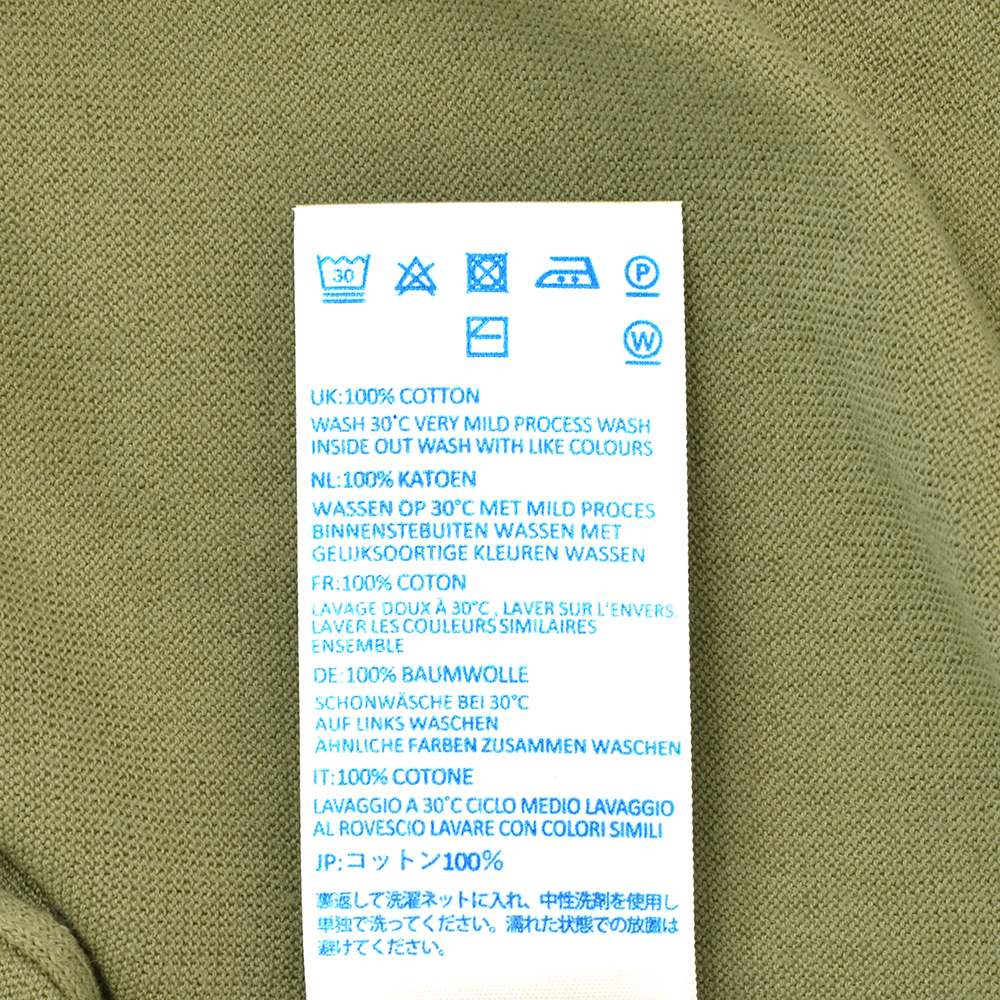 30
P
W
UK:100% COTTON
WASH 30°C VERY MILD PROCESS WASH
INSIDE OUT WASH WITH LIKE COLOURS
NL:100% KATOEN
WASSEN OP 30°C MET MILD PROCES
BINNENSTEBUITEN WASSEN MET
GELIJKSOORTIGE KLEUREN WASSEN
FR:100% COTON
LAVAGE DOUX À 30°C , LAVER SUR L'ENVERS.
LAVER LES COULEURS SIMILAIRES
ENSEMBLE
DE:100% BAUMWOLLE
SCHONWÄSCHE BEI 30°C
AUF LINKS WASCHEN
ÄHNLICHE FARBEN ZUSAMMEN WASCHEN
IT:100% COTONE
LAVAGGIO A 30°C CICLO MEDIO LAVAGGIO
AL ROVESCIO LAVARE CON COLORI SIMILI
JP:コットン100%
裏返して洗濯ネットに入れ、中性洗剤を使用し
単独で洗ってください。濡れた状態での放置は
避けてください。